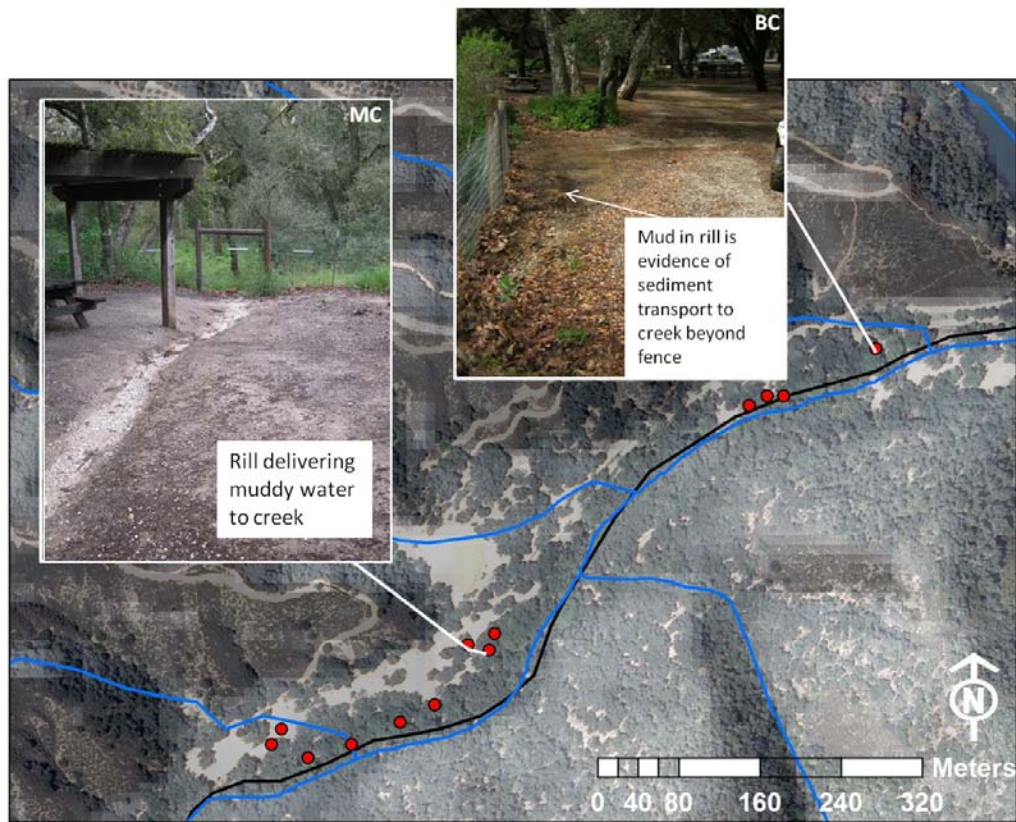 BC
MC
Mud in rill is
evidence of
sediment
transport to
creek beyond
fence
Rill delivering
muddy water
to creek
N
Meters
0 40 80 160 240 320